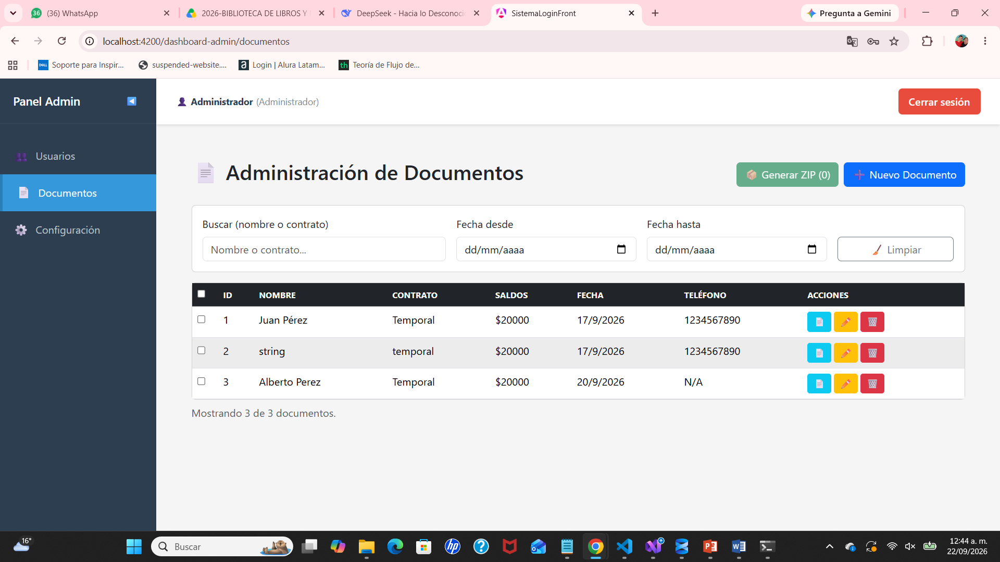 36 (36) WhatsApp
2026-BIBLIOTECA DE LIBROS Y
DeepSeek - Hacia lo Desconoci
SistemaLoginFront
Pregunta a Gemini
localhost:4200/dashboard-admin/documentos
DELL Soporte para Inspir...
suspended-website....
a Login | Alura Latam...
th Teoría de Flujo de...
Panel Admin
Administrador (Administrador)
Cerrar sesión
Usuarios
Documentos
Configuración
Administración de Documentos
Generar ZIP (0)
Nuevo Documento
Buscar (nombre o contrato) Fecha desde Fecha hasta
Nombre o contrato... dd/mm/aaaa dd/mm/aaaa Limpiar
ID NOMBRE CONTRATO SALDOS FECHA TELÉFONO ACCIONES
1 Juan Pérez Temporal $20000 17/9/2026 1234567890
2 string temporal $20000 17/9/2026 1234567890
3 Alberto Perez Temporal $20000 20/9/2026 N/A
Mostrando 3 de 3 documentos.
16°
Buscar
hp
12:44 a. m.
22/09/2026